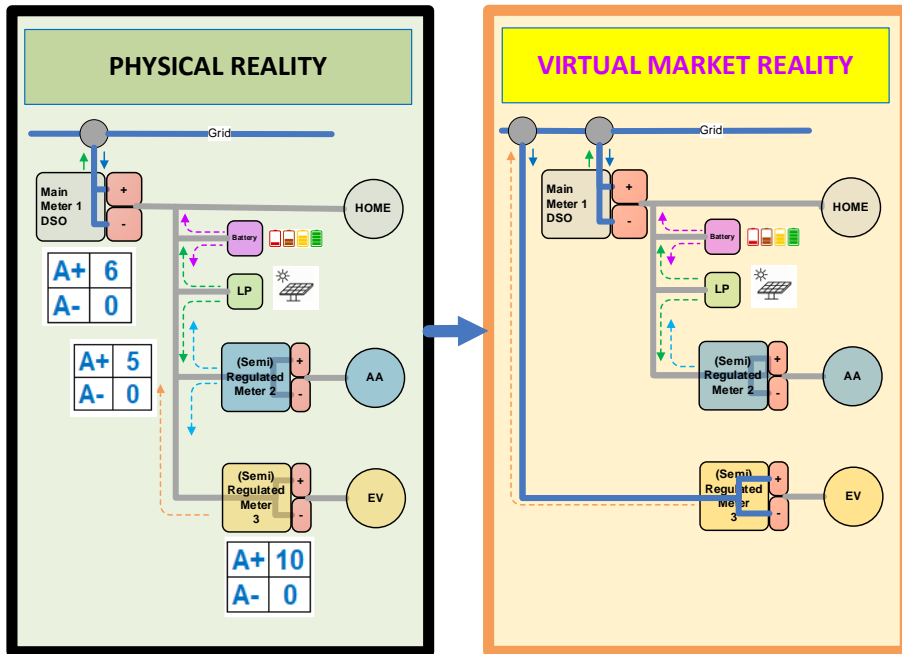 PHYSICAL REALITY
Grid
Main
Meter 1
DSO
+
-
HOME
Battery
LP
A+ 6
A- 0
A+ 5
A- 0
(Semi)
Regulated
Meter 2
+
-
AA
(Semi)
Regulated
Meter
3
+
-
EV
A+ 10
A- 0
VIRTUAL MARKET REALITY
Grid
Main
Meter 1
DSO
+
-
HOME
Battery
LP
(Semi)
Regulated
Meter 2
+
-
AA
(Semi)
Regulated
Meter
3
+
-
EV